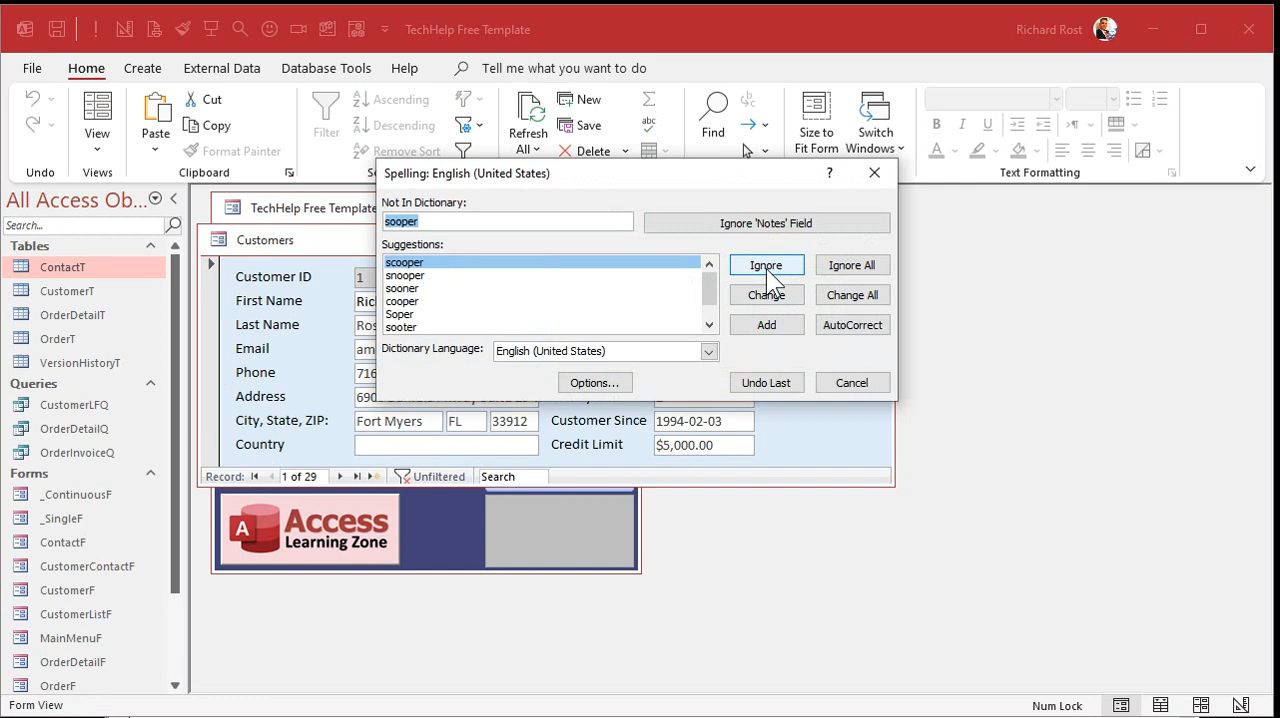 TechHelp Free Template
Richard Rost
File Home Create External Data Database Tools Help Tell me what you want to do
View
Views
Undo
Paste
Cut
Copy
Format Painter
Clipboard
Filter
Ascending
Descending
Remove Sort
Refresh All
New
Save
Delete
Find
Size to Fit Form
Switch Windows
Text Formatting
All Access Ob...
Search...
Tables
ContactT
CustomerT
OrderDetailT
OrderT
VersionHistoryT
Queries
CustomerLFQ
OrderDetailQ
OrderInvoiceQ
Forms
_ContinuousF
_SingleF
ContactF
CustomerContactF
CustomerF
CustomerListF
MainMenuF
OrderDetailF
OrderF
TechHelp Free Template
Customers
Customer ID 1
First Name Ric
Last Name Ros
Email am
Phone 716
Address
City, State, ZIP: Fort Myers FL 33912
Country
Customer Since 1994-02-03
Credit Limit $5,000.00
Record: 1 of 29 Unfiltered Search
Access
Learning Zone
Spelling: English (United States) ?
Not In Dictionary:
sooper
Ignore 'Notes' Field
Suggestions:
scooper
snooper
sooner
cooper
Soper
sooter
Ignore Ignore All
Change Change All
Add AutoCorrect
Dictionary Language: English (United States)
Options... Undo Last Cancel
Form View Num Lock